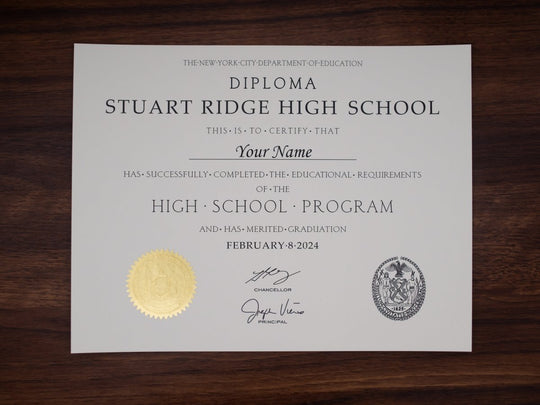 THE·NEW·YORK·CITY·DEPARTMENT·OF·EDUCATION
DIPLOMA
STUART RIDGE HIGH SCHOOL
THIS·IS·TO·CERTIFY·THAT
Your Name
HAS·SUCCESSFULLY·COMPLETED·THE·EDUCATIONAL·REQUIREMENTS
OF·THE
HIGH·SCHOOL·PROGRAM
AND·HAS·MERITED·GRADUATION
FEBRUARY·8·2024
CHANCELLOR
PRINCIPAL